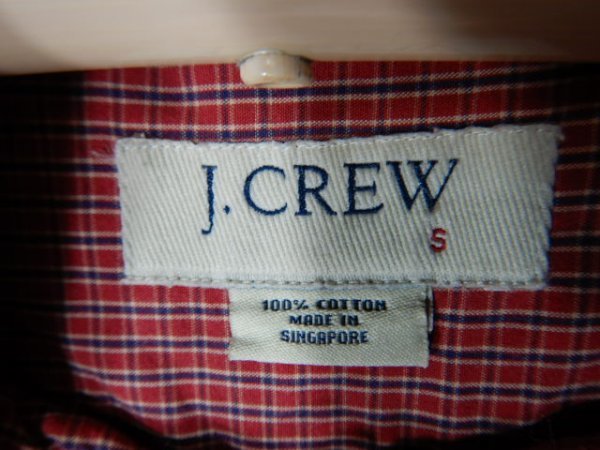 J. CREW
S
100% COTTON
MADE IN
SINGAPORE